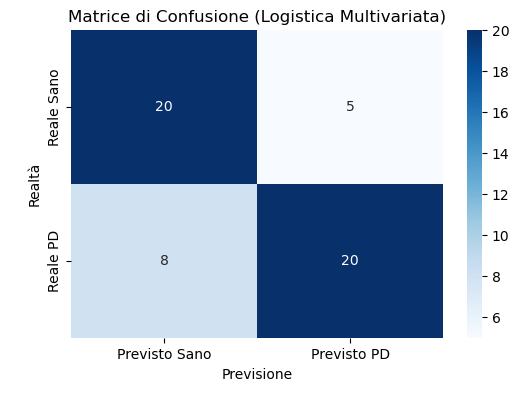 Matrice di Confusione (Logistica Multivariata)
Realtà
Reale Sano
Reale PD
20
5
8
20
Previsto Sano
Previsto PD
Previsione
20
18
16
14
12
10
8
6